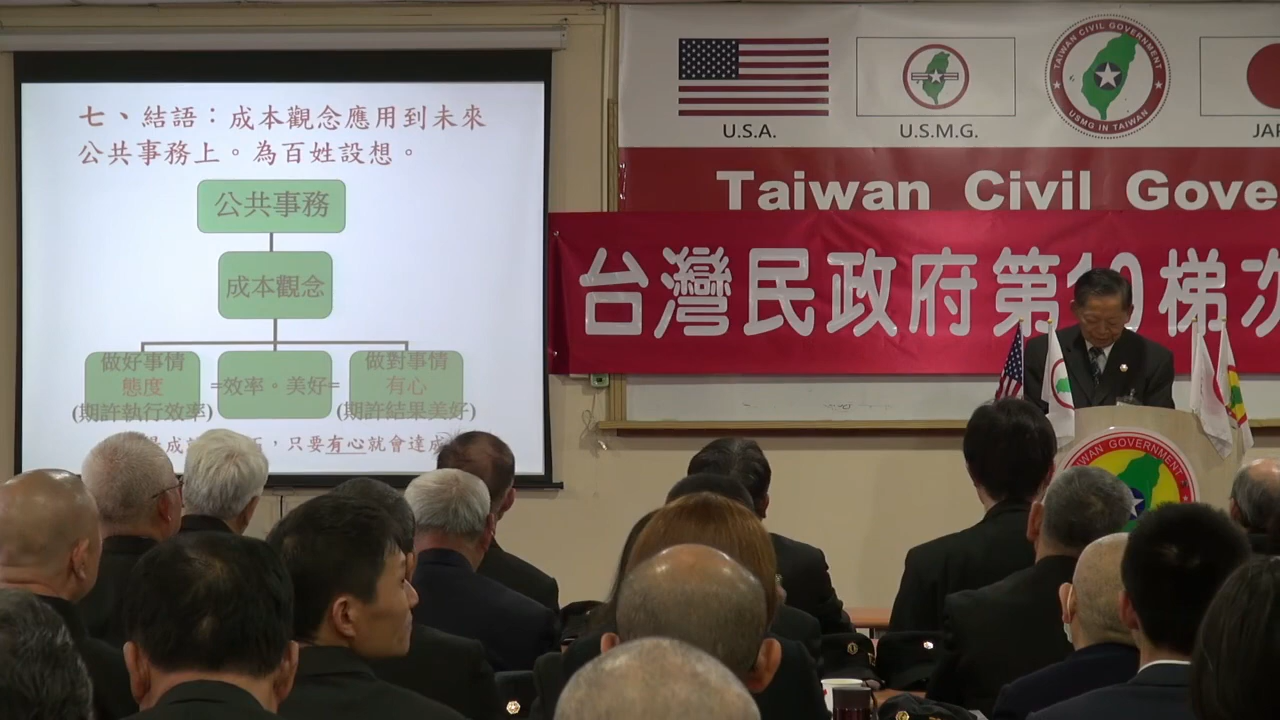 七、結語：成本觀念應用到未來
公共事務上。為百姓設想。
公共事務
成本觀念
做好事情
態度
(期許執行效率)
=效率。美好=
做對事情
有心
(期許結果美好)
，只要有心就會達成
U.S.A.
U.S.M.G.
TAIWAN CIVIL GOVERNMENT
USMG IN TAIWAN
Taiwan Civil Gove
台灣民政府第10梯次
TAIWAN GOVERNMENT